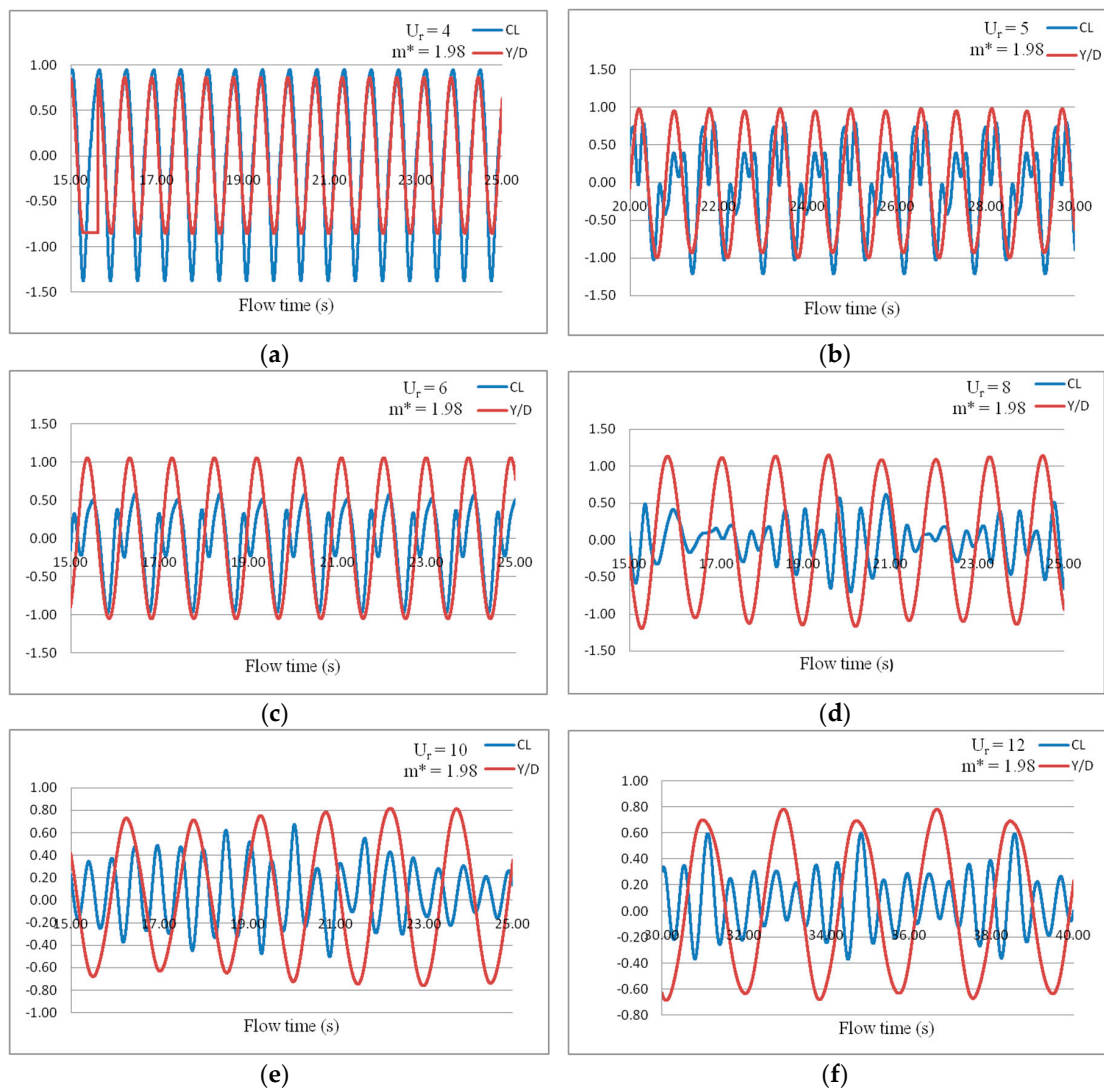 U_r = 4
CL
m* = 1.98
Y/D
1.00
0.50
0.00
15.00 17.00 19.00 21.00 23.00 25.00
-0.50
-1.00
-1.50
Flow time (s)
(a)
U_r = 5
CL
m* = 1.98
Y/D
1.50
1.00
0.50
0.00
20.00 22.00 24.00 26.00 28.00 30.00
-0.50
-1.00
-1.50
Flow time (s)
(b)
U_r = 6
CL
m* = 1.98
Y/D
1.50
1.00
0.50
0.00
15.00 17.00 19.00 21.00 23.00 25.00
-0.50
-1.00
-1.50
Flow time (s)
(c)
U_r = 8
CL
m* = 1.98
Y/D
1.50
1.00
0.50
0.00
15.00 17.00 19.00 21.00 23.00 25.00
-0.50
-1.00
-1.50
Flow time (s)
(d)
U_r = 10
CL
m* = 1.98
Y/D
1.00
0.80
0.60
0.40
0.20
0.00
15.00 17.00 19.00 21.00 23.00 25.00
-0.20
-0.40
-0.60
-0.80
-1.00
Flow time (s)
(e)
U_r = 12
CL
m* = 1.98
Y/D
1.00
0.80
0.60
0.40
0.20
0.00
30.00 32.00 34.00 36.00 38.00 40.00
-0.20
-0.40
-0.60
-0.80
Flow time (s)
(f)